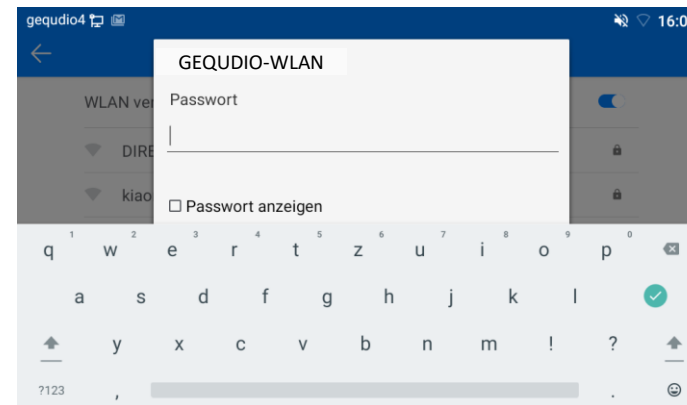 gequdio4 16:0
GEQUDIO-WLAN
WLAN ver Passwort
DIRE
kiao
Passwort anzeigen
1 2 3 4 5 6 7 8 9 0
q w e r t z u i o p
a s d f g h j k l
y x c v b n m ! ?
?123 , .